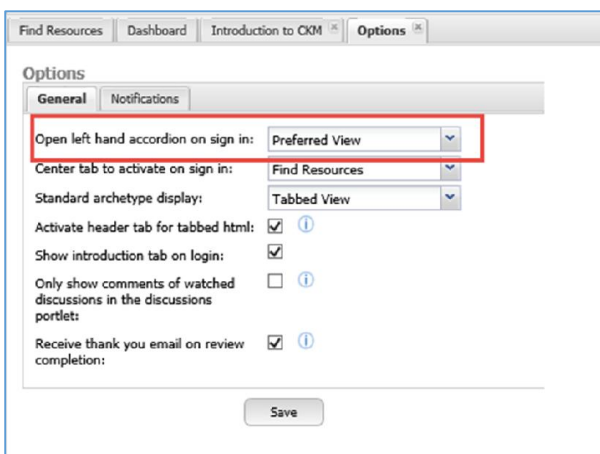 Find Resources Dashboard Introduction to CKM Options
Options
General Notifications
Open left hand accordion on sign in: Preferred View
Center tab to activate on sign in: Find Resources
Standard archetype display: Tabbed View
Activate header tab for tabbed html:
Show introduction tab on login:
Only show comments of watched
discussions in the discussions
portlet:
Receive thank you email on review
completion:
Save